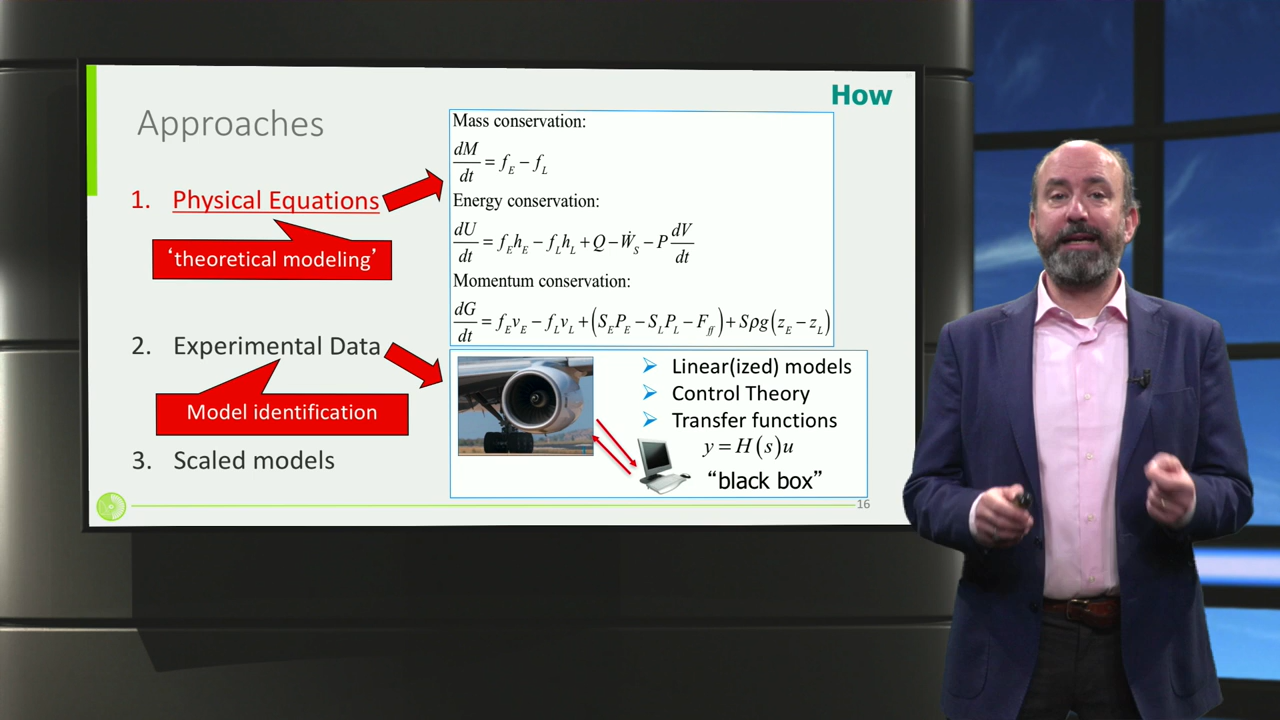 How
Approaches
1. Physical Equations
'theoretical modeling'
2. Experimental Data
Model identification
3. Scaled models
Mass conservation:
dM/dt = f_E − f_L
Energy conservation:
dU/dt = f_E h_E − f_L h_L + Q − Ẇ_S − P dV/dt
Momentum conservation:
dG/dt = f_E v_E − f_L v_L + (S_E P_E − S_L P_L − F_ff) + Sρg(z_E − z_L)
Linear(ized) models
Control Theory
Transfer functions
y = H(s)u
"black box"
16